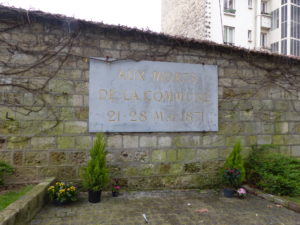 AUX MORTS
DE LA COMMUNE
21-28 Mai 1871